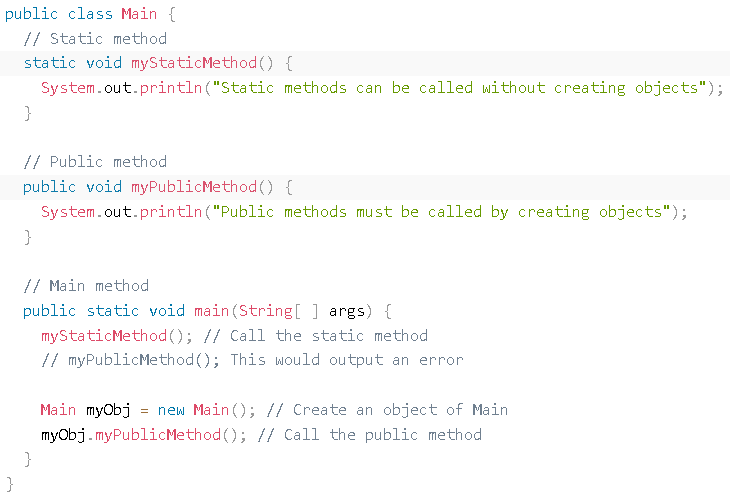 public class Main {
  // Static method
  static void myStaticMethod() {
    System.out.println("Static methods can be called without creating objects");
  }

  // Public method
  public void myPublicMethod() {
    System.out.println("Public methods must be called by creating objects");
  }

  // Main method
  public static void main(String[ ] args) {
    myStaticMethod(); // Call the static method
    // myPublicMethod(); This would output an error

    Main myObj = new Main(); // Create an object of Main
    myObj.myPublicMethod(); // Call the public method
  }
}